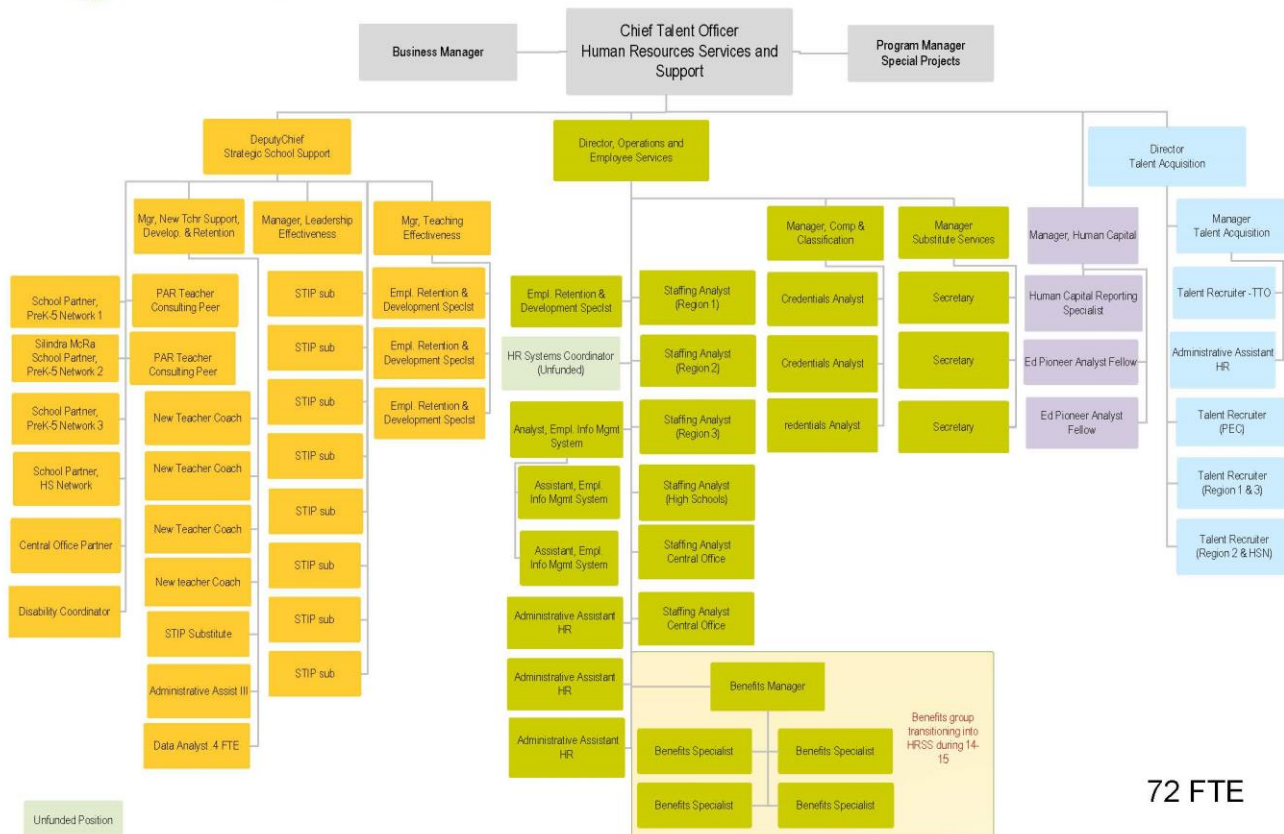 Chief Talent Officer
Human Resources Services and
Support
Business Manager
Program Manager
Special Projects
DeputyChief
Strategic School Support
Director, Operations and
Employee Services
Director
Talent Acquisition
Mgr, New Tchr Support,
Develop. & Retention
Manager, Leadership
Effectiveness
Mgr, Teaching
Effectiveness
School Partner,
PreK-5 Network 1
Silindra McRa
School Partner,
PreK-5 Network 2
School Partner,
PreK-5 Network 3
School Partner,
HS Network
Central Office Partner
Disability Coordinator
PAR Teacher
Consulting Peer
PAR Teacher
Consulting Peer
New Teacher Coach
New Teacher Coach
New Teacher Coach
New teacher Coach
STIP Substitute
Administrative Assist III
Data Analyst .4 FTE
STIP sub
STIP sub
STIP sub
STIP sub
STIP sub
STIP sub
STIP sub
STIP sub
Empl. Retention &
Development Speclst
Empl. Retention &
Development Speclst
Empl. Retention &
Development Speclst
Empl. Retention &
Development Speclst
HR Systems Coordinator
(Unfunded)
Analyst, Empl. Info Mgmt
System
Assistant, Empl.
Info Mgmt System
Assistant, Empl.
Info Mgmt System
Administrative Assistant
HR
Administrative Assistant
HR
Administrative Assistant
HR
Staffing Analyst
(Region 1)
Staffing Analyst
(Region 2)
Staffing Analyst
(Region 3)
Staffing Analyst
(High Schools)
Staffing Analyst
Central Office
Staffing Analyst
Central Office
Manager, Comp &
Classification
Credentials Analyst
Credentials Analyst
redentials Analyst
Manager
Substitute Services
Secretary
Secretary
Secretary
Benefits Manager
Benefits Specialist
Benefits Specialist
Benefits Specialist
Benefits Specialist
Benefits group
transitioning into
HRSS during 14-
15
Manager, Human Capital
Human Capital Reporting
Specialist
Ed Pioneer Analyst Fellow
Ed Pioneer Analyst
Fellow
Manager
Talent Acquisition
Talent Recruiter -TTO
Administrative Assistant
HR
Talent Recruiter
(PEC)
Talent Recruiter
(Region 1 & 3)
Talent Recruiter
(Region 2 & HSN)
Unfunded Position
72 FTE